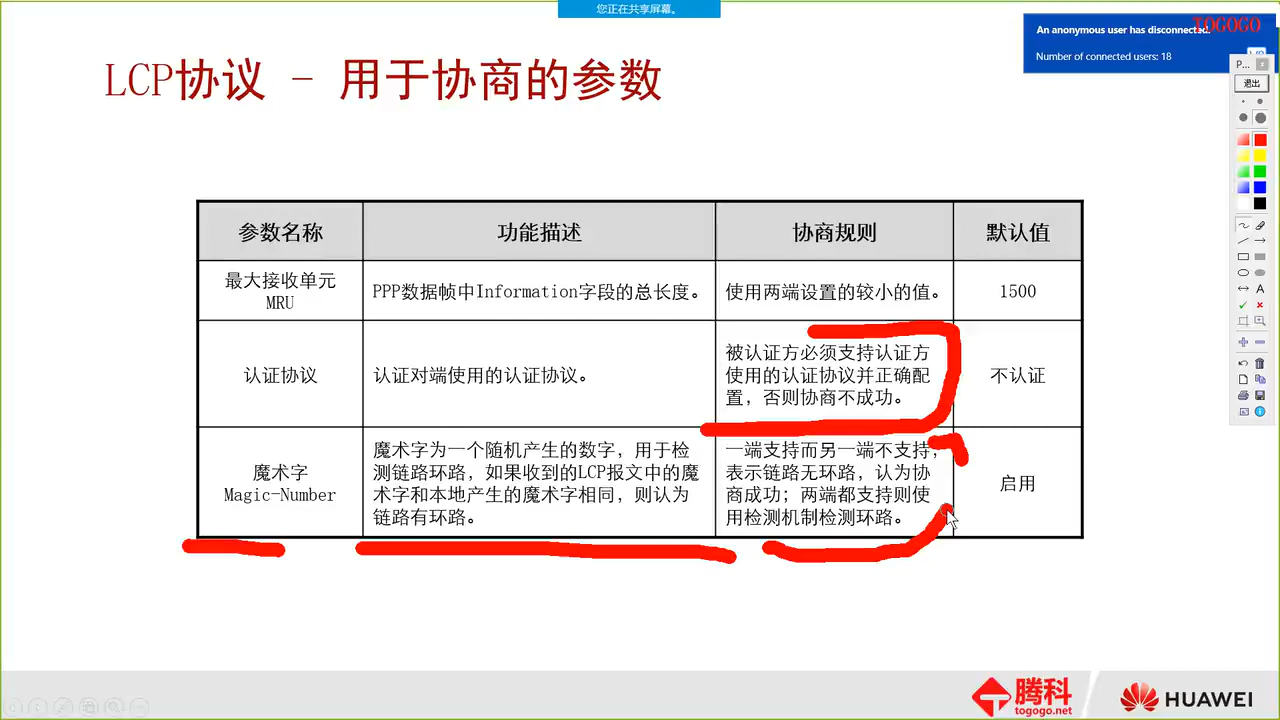 您正在共享屏幕。
An anonymous user has disconnected.
TOGOGO
Number of connected users: 18
P...
退出
LCP协议 - 用于协商的参数
参数名称
功能描述
协商规则
默认值
最大接收单元
MRU
PPP数据帧中Information字段的总长度。
使用两端设置的较小的值。
1500
认证协议
认证对端使用的认证协议。
被认证方必须支持认证方
使用的认证协议并正确配
置，否则协商不成功。
不认证
魔术字
Magic-Number
魔术字为一个随机产生的数字，用于检
测链路环路，如果收到的LCP报文中的魔
术字和本地产生的魔术字相同，则认为
链路有环路。
一端支持而另一端不支持，
表示链路无环路，认为协
商成功；两端都支持则使
用检测机制检测环路。
启用
腾科
togogo.net
HUAWEI